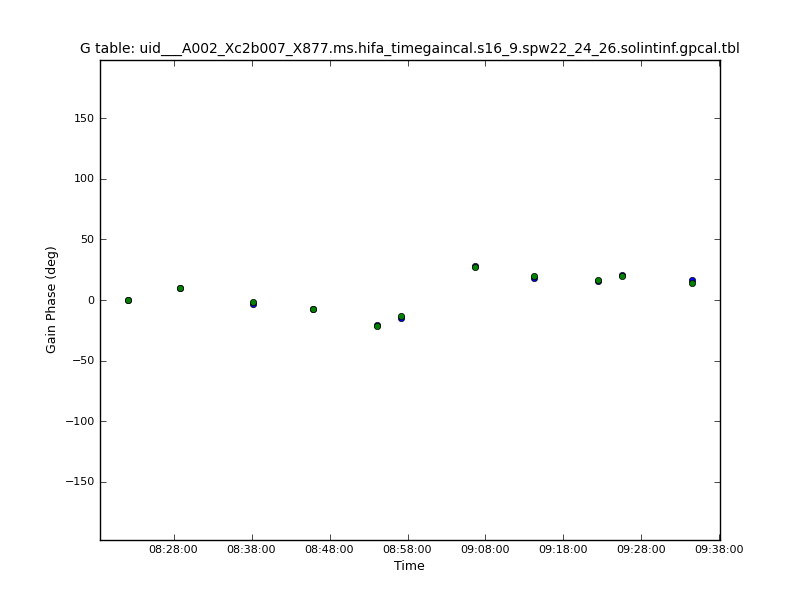 G table: uid___A002_Xc2b007_X877.ms.hifa_timegaincal.s16_9.spw22_24_26.solintinf.gpcal.tbl
150
100
50
0
−50
−100
−150
Gain Phase (deg)
08:28:00 08:38:00 08:48:00 08:58:00 09:08:00 09:18:00 09:28:00 09:38:00
Time